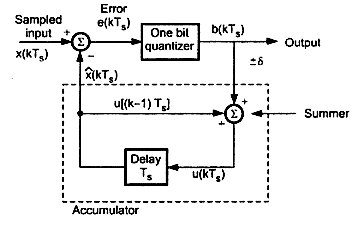 Sampled input
Error
e(kTs)
x(kTs)
+
Σ
−
One bit quantizer
b(kTs)
Output
±δ
x̂(kTs)
u[(k−1) Ts]
+
+
Σ
Summer
Delay
Ts
u(kTs)
Accumulator